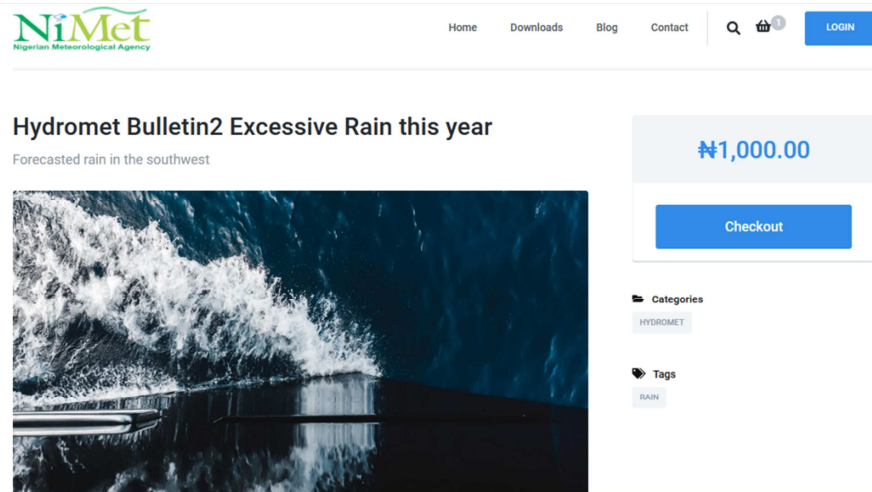 NiMet
Nigerian Meteorological Agency
Home
Downloads
Blog
Contact
1
LOGIN
Hydromet Bulletin2 Excessive Rain this year
Forecasted rain in the southwest
₦1,000.00
Checkout
Categories
HYDROMET
Tags
RAIN